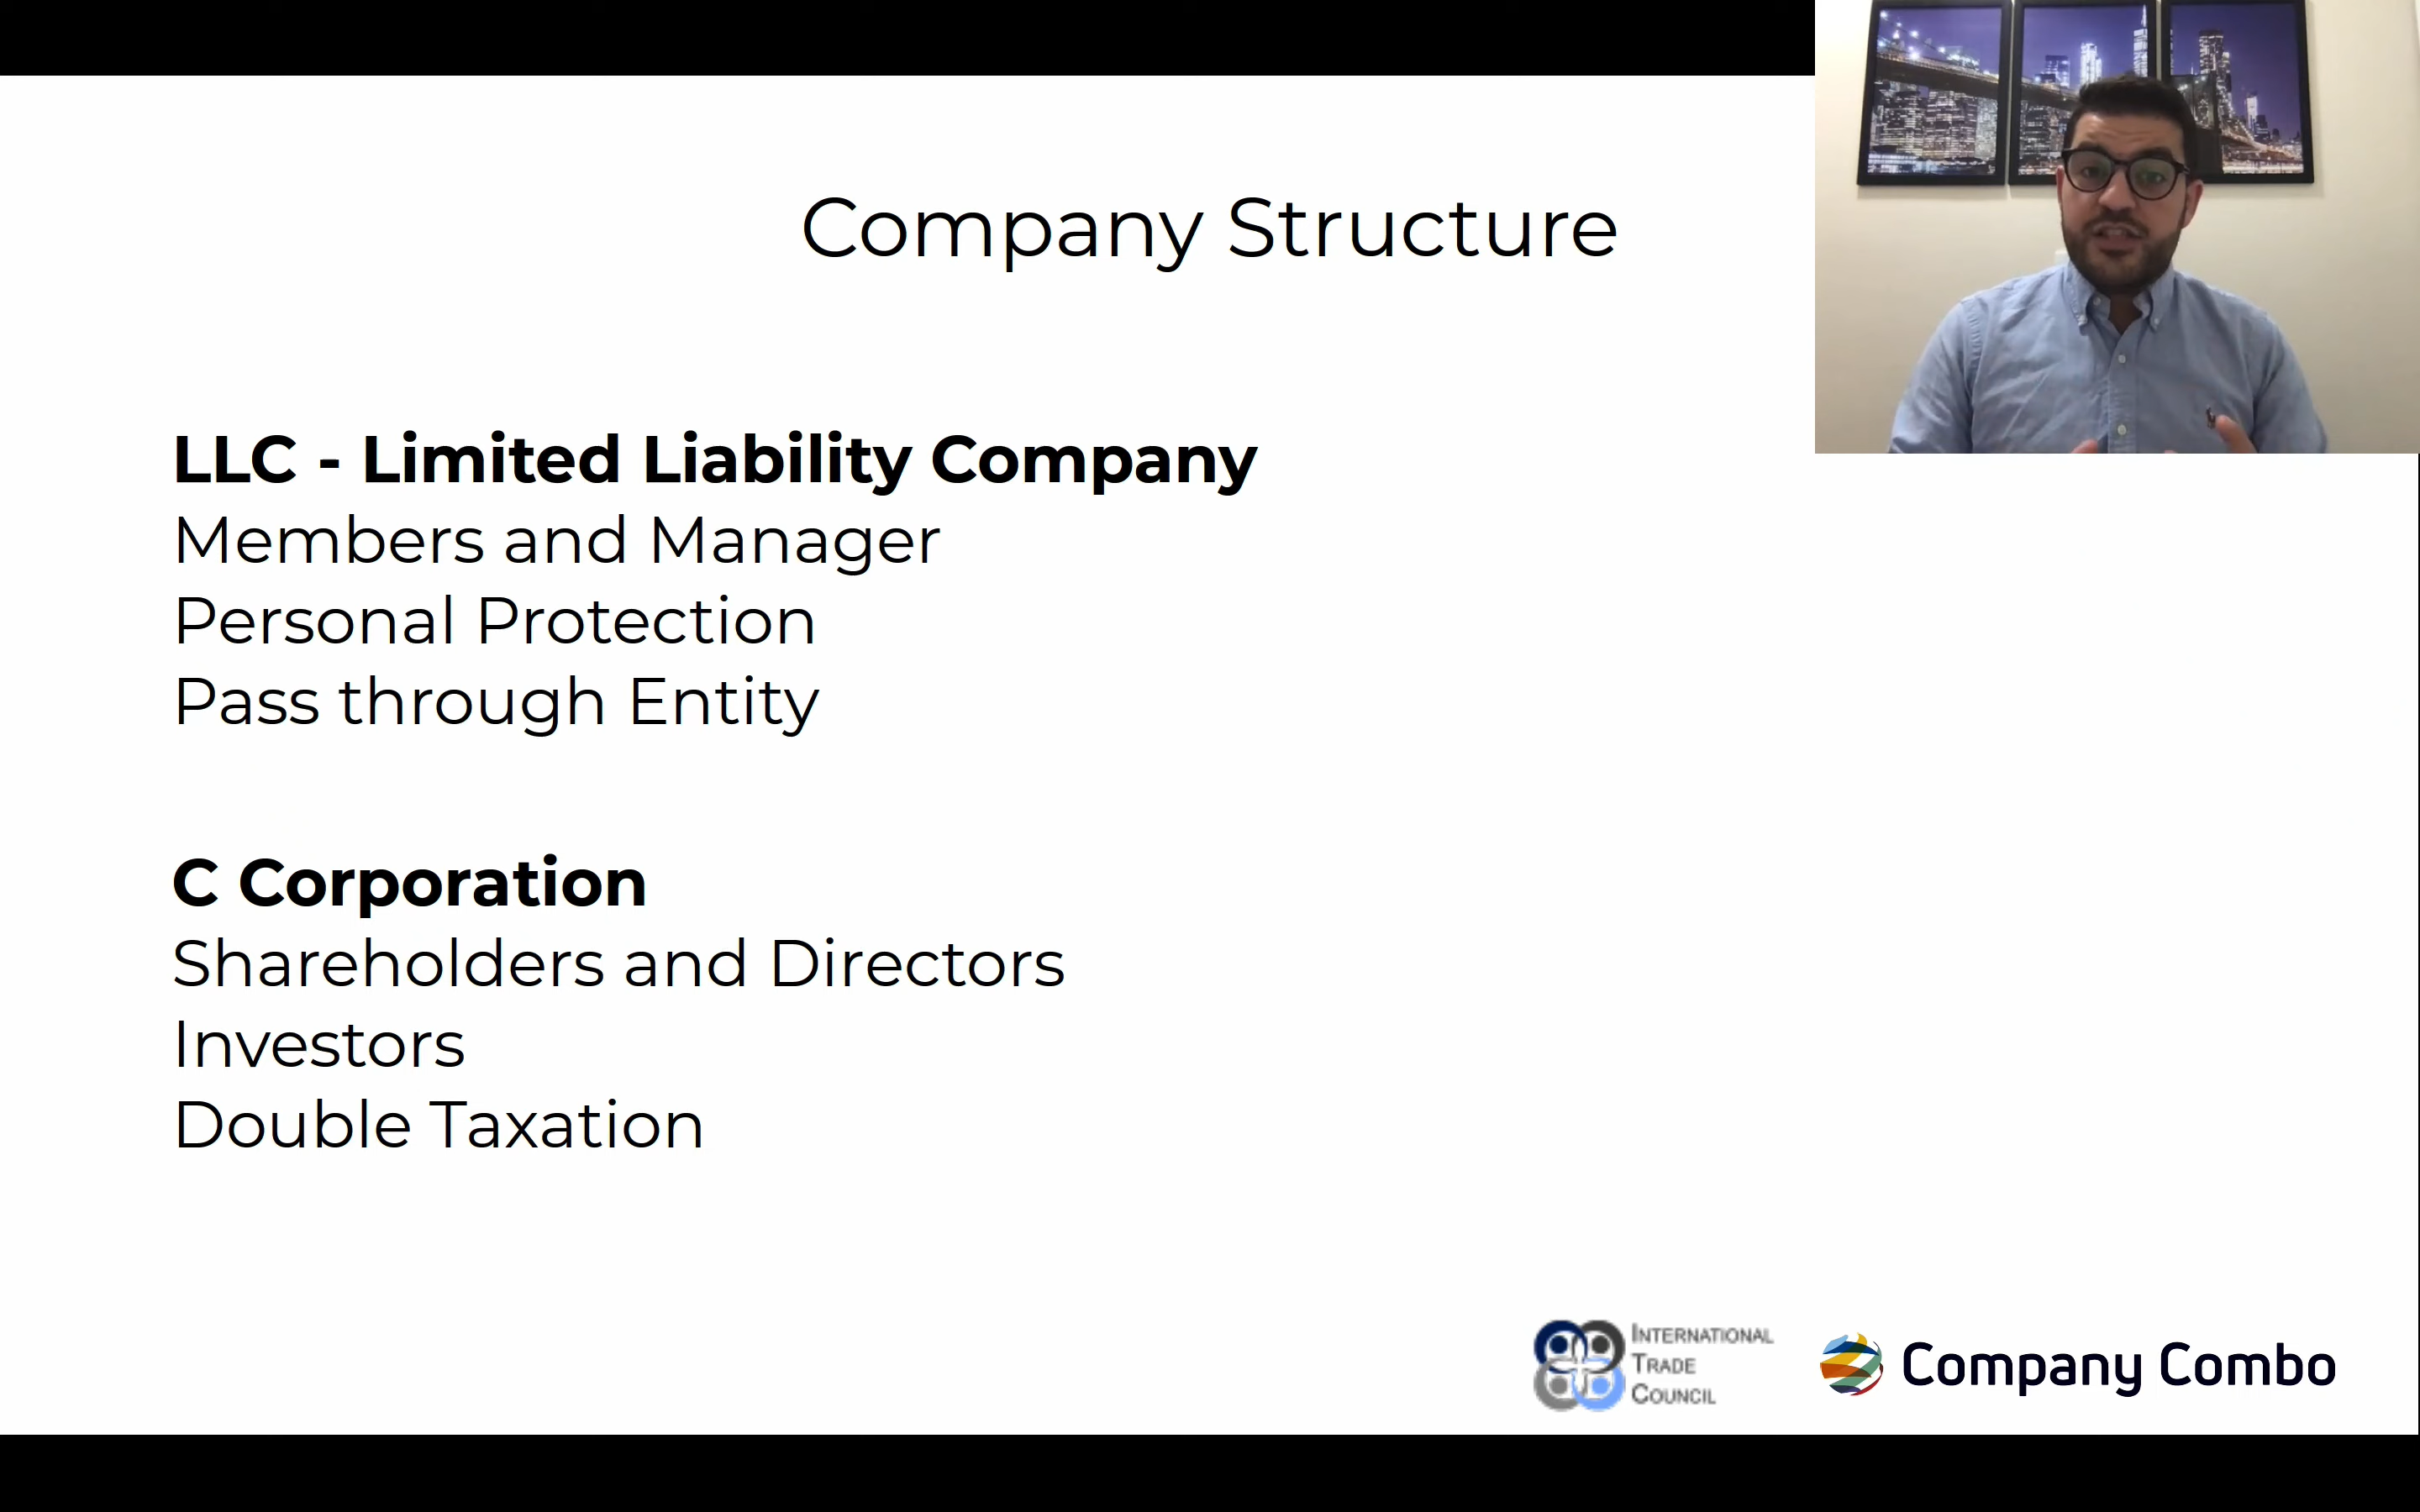 Company Structure
LLC - Limited Liability Company
Members and Manager
Personal Protection
Pass through Entity
C Corporation
Shareholders and Directors
Investors
Double Taxation
International
Trade
Council
Company Combo